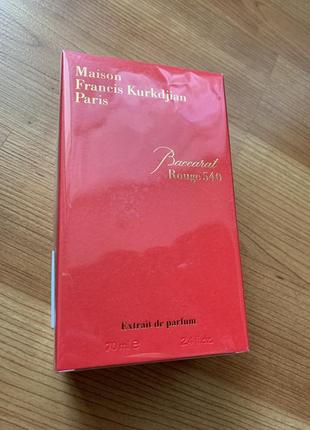 Maison
Francis Kurkdjian
Paris
Baccarat
Rouge 540
Extrait de parfum
70 ml e 2.4 fl.oz.